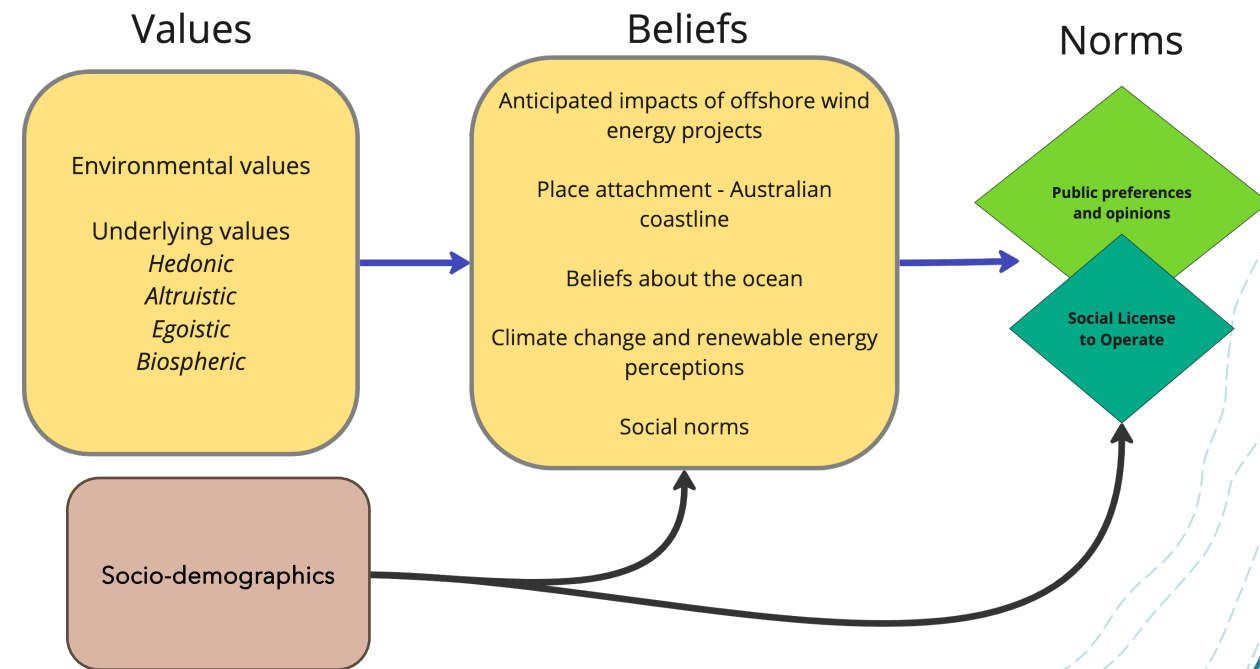 Values
Environmental values
Underlying values
Hedonic
Altruistic
Egoistic
Biospheric
Beliefs
Anticipated impacts of offshore wind
energy projects
Place attachment - Australian
coastline
Beliefs about the ocean
Climate change and renewable energy
perceptions
Social norms
Norms
Public preferences
and opinions
Social License
to Operate
Socio-demographics